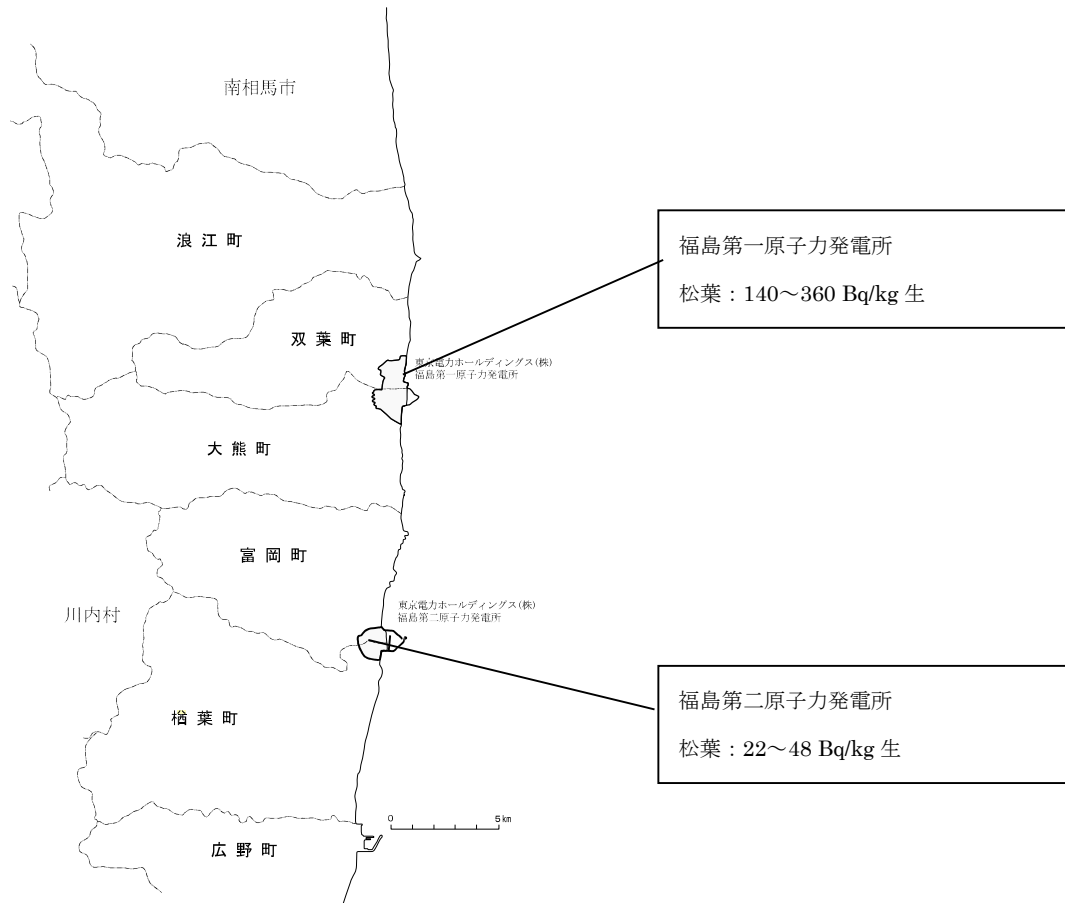 南相馬市
浪江町
福島第一原子力発電所
松葉：140～360 Bq/kg 生
双葉町
東京電力ホールディングス(株)
福島第一原子力発電所
大熊町
富岡町
川内村
東京電力ホールディングス(株)
福島第二原子力発電所
福島第二原子力発電所
松葉：22～48 Bq/kg 生
楢葉町
0 5km
広野町